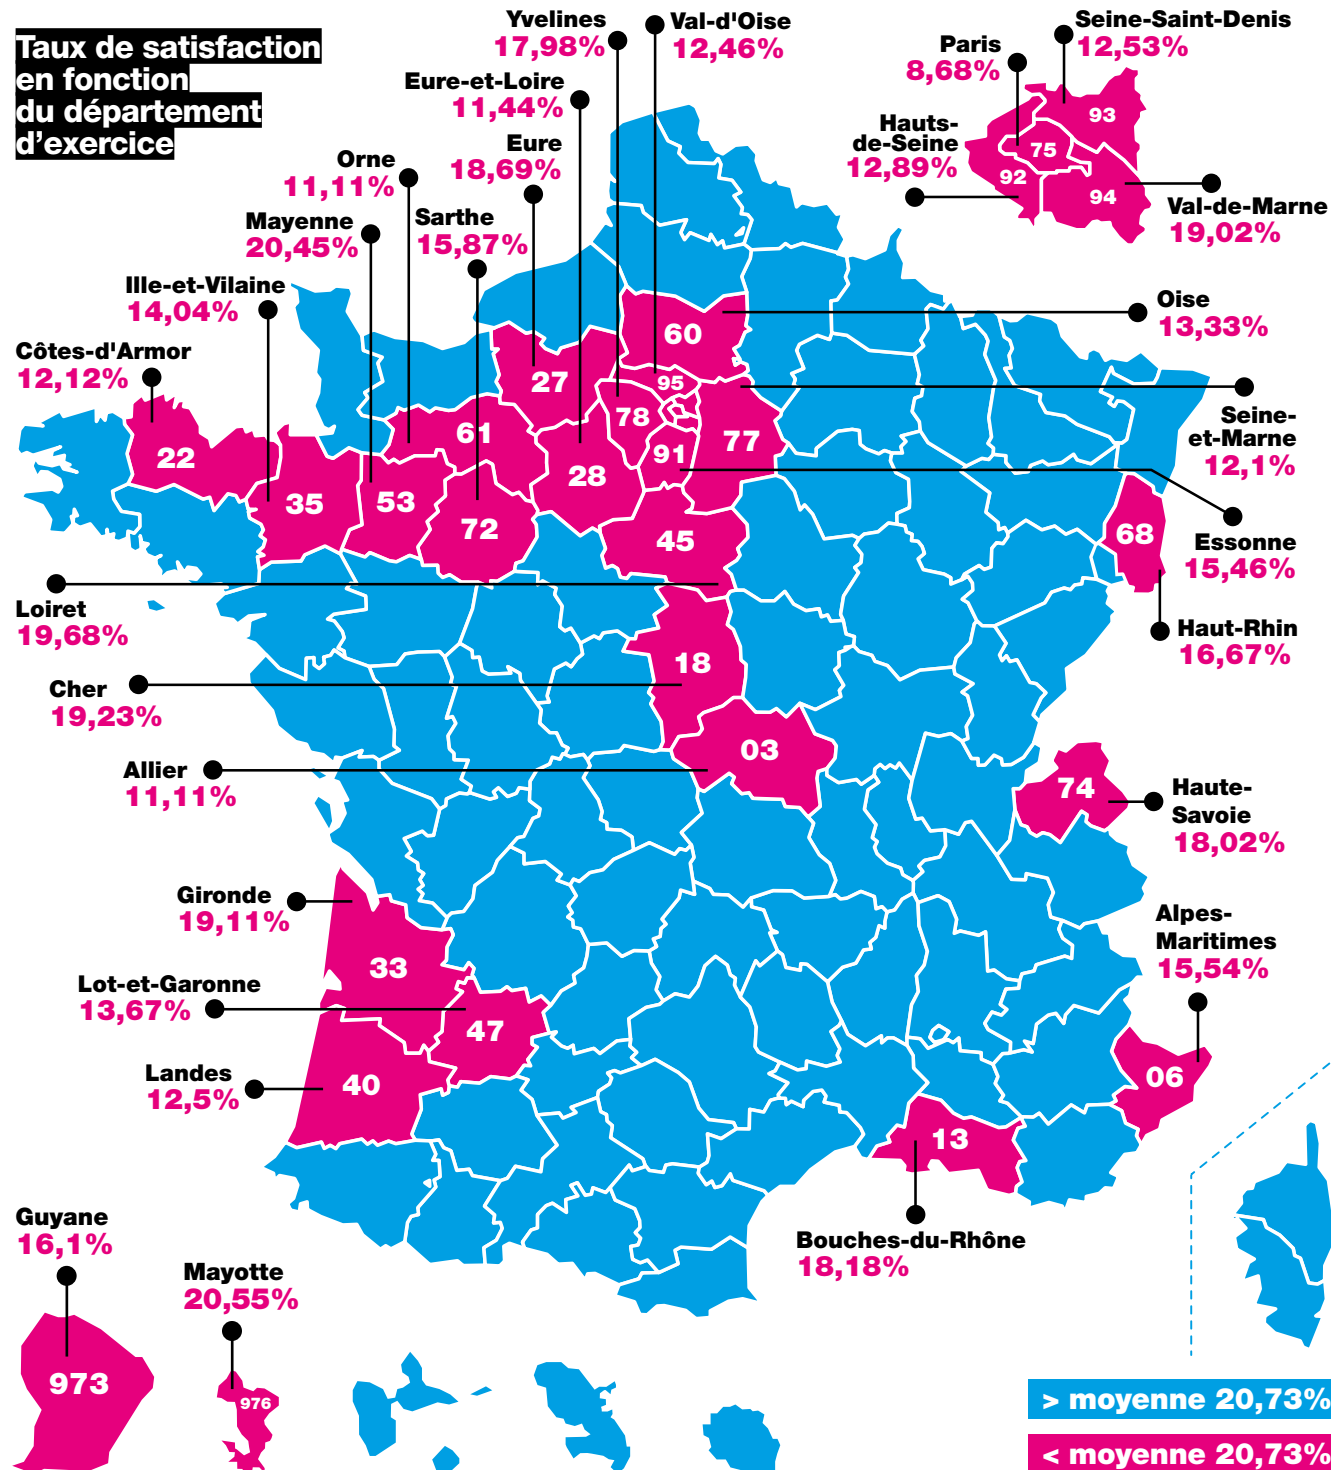 Taux de satisfaction
en fonction
du département
d'exercice
Yvelines
17,98%
Val-d'Oise
12,46%
Seine-Saint-Denis
12,53%
Paris
8,68%
Eure-et-Loire
11,44%
Hauts-
de-Seine
12,89%
93
75
92
94
Val-de-Marne
19,02%
Eure
18,69%
Orne
11,11%
Sarthe
15,87%
Mayenne
20,45%
Ille-et-Vilaine
14,04%
Côtes-d'Armor
12,12%
Oise
13,33%
Seine-
et-Marne
12,1%
Essonne
15,46%
Haut-Rhin
16,67%
60
27
95
78
61
91
77
22
28
35
53
72
45
68
Loiret
19,68%
18
Cher
19,23%
03
Allier
11,11%
74
Haute-
Savoie
18,02%
Gironde
19,11%
Alpes-
Maritimes
15,54%
33
Lot-et-Garonne
13,67%
47
Landes
12,5%
40
06
13
Bouches-du-Rhône
18,18%
Guyane
16,1%
973
Mayotte
20,55%
976
> moyenne 20,73%
< moyenne 20,73%